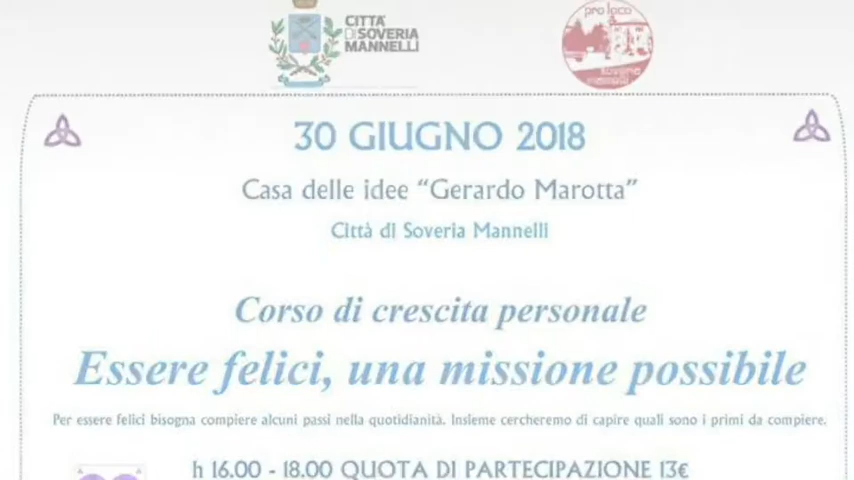 CITTÀ
DI SOVERIA
MANNELLI
pro loco
30 GIUGNO 2018
Casa delle idee “Gerardo Marotta”
Città di Soveria Mannelli
Corso di crescita personale
Essere felici, una missione possibile
Per essere felici bisogna compiere alcuni passi nella quotidianità. Insieme cercheremo di capire quali sono i primi da compiere.
h 16.00 - 18.00 QUOTA DI PARTECIPAZIONE 13€